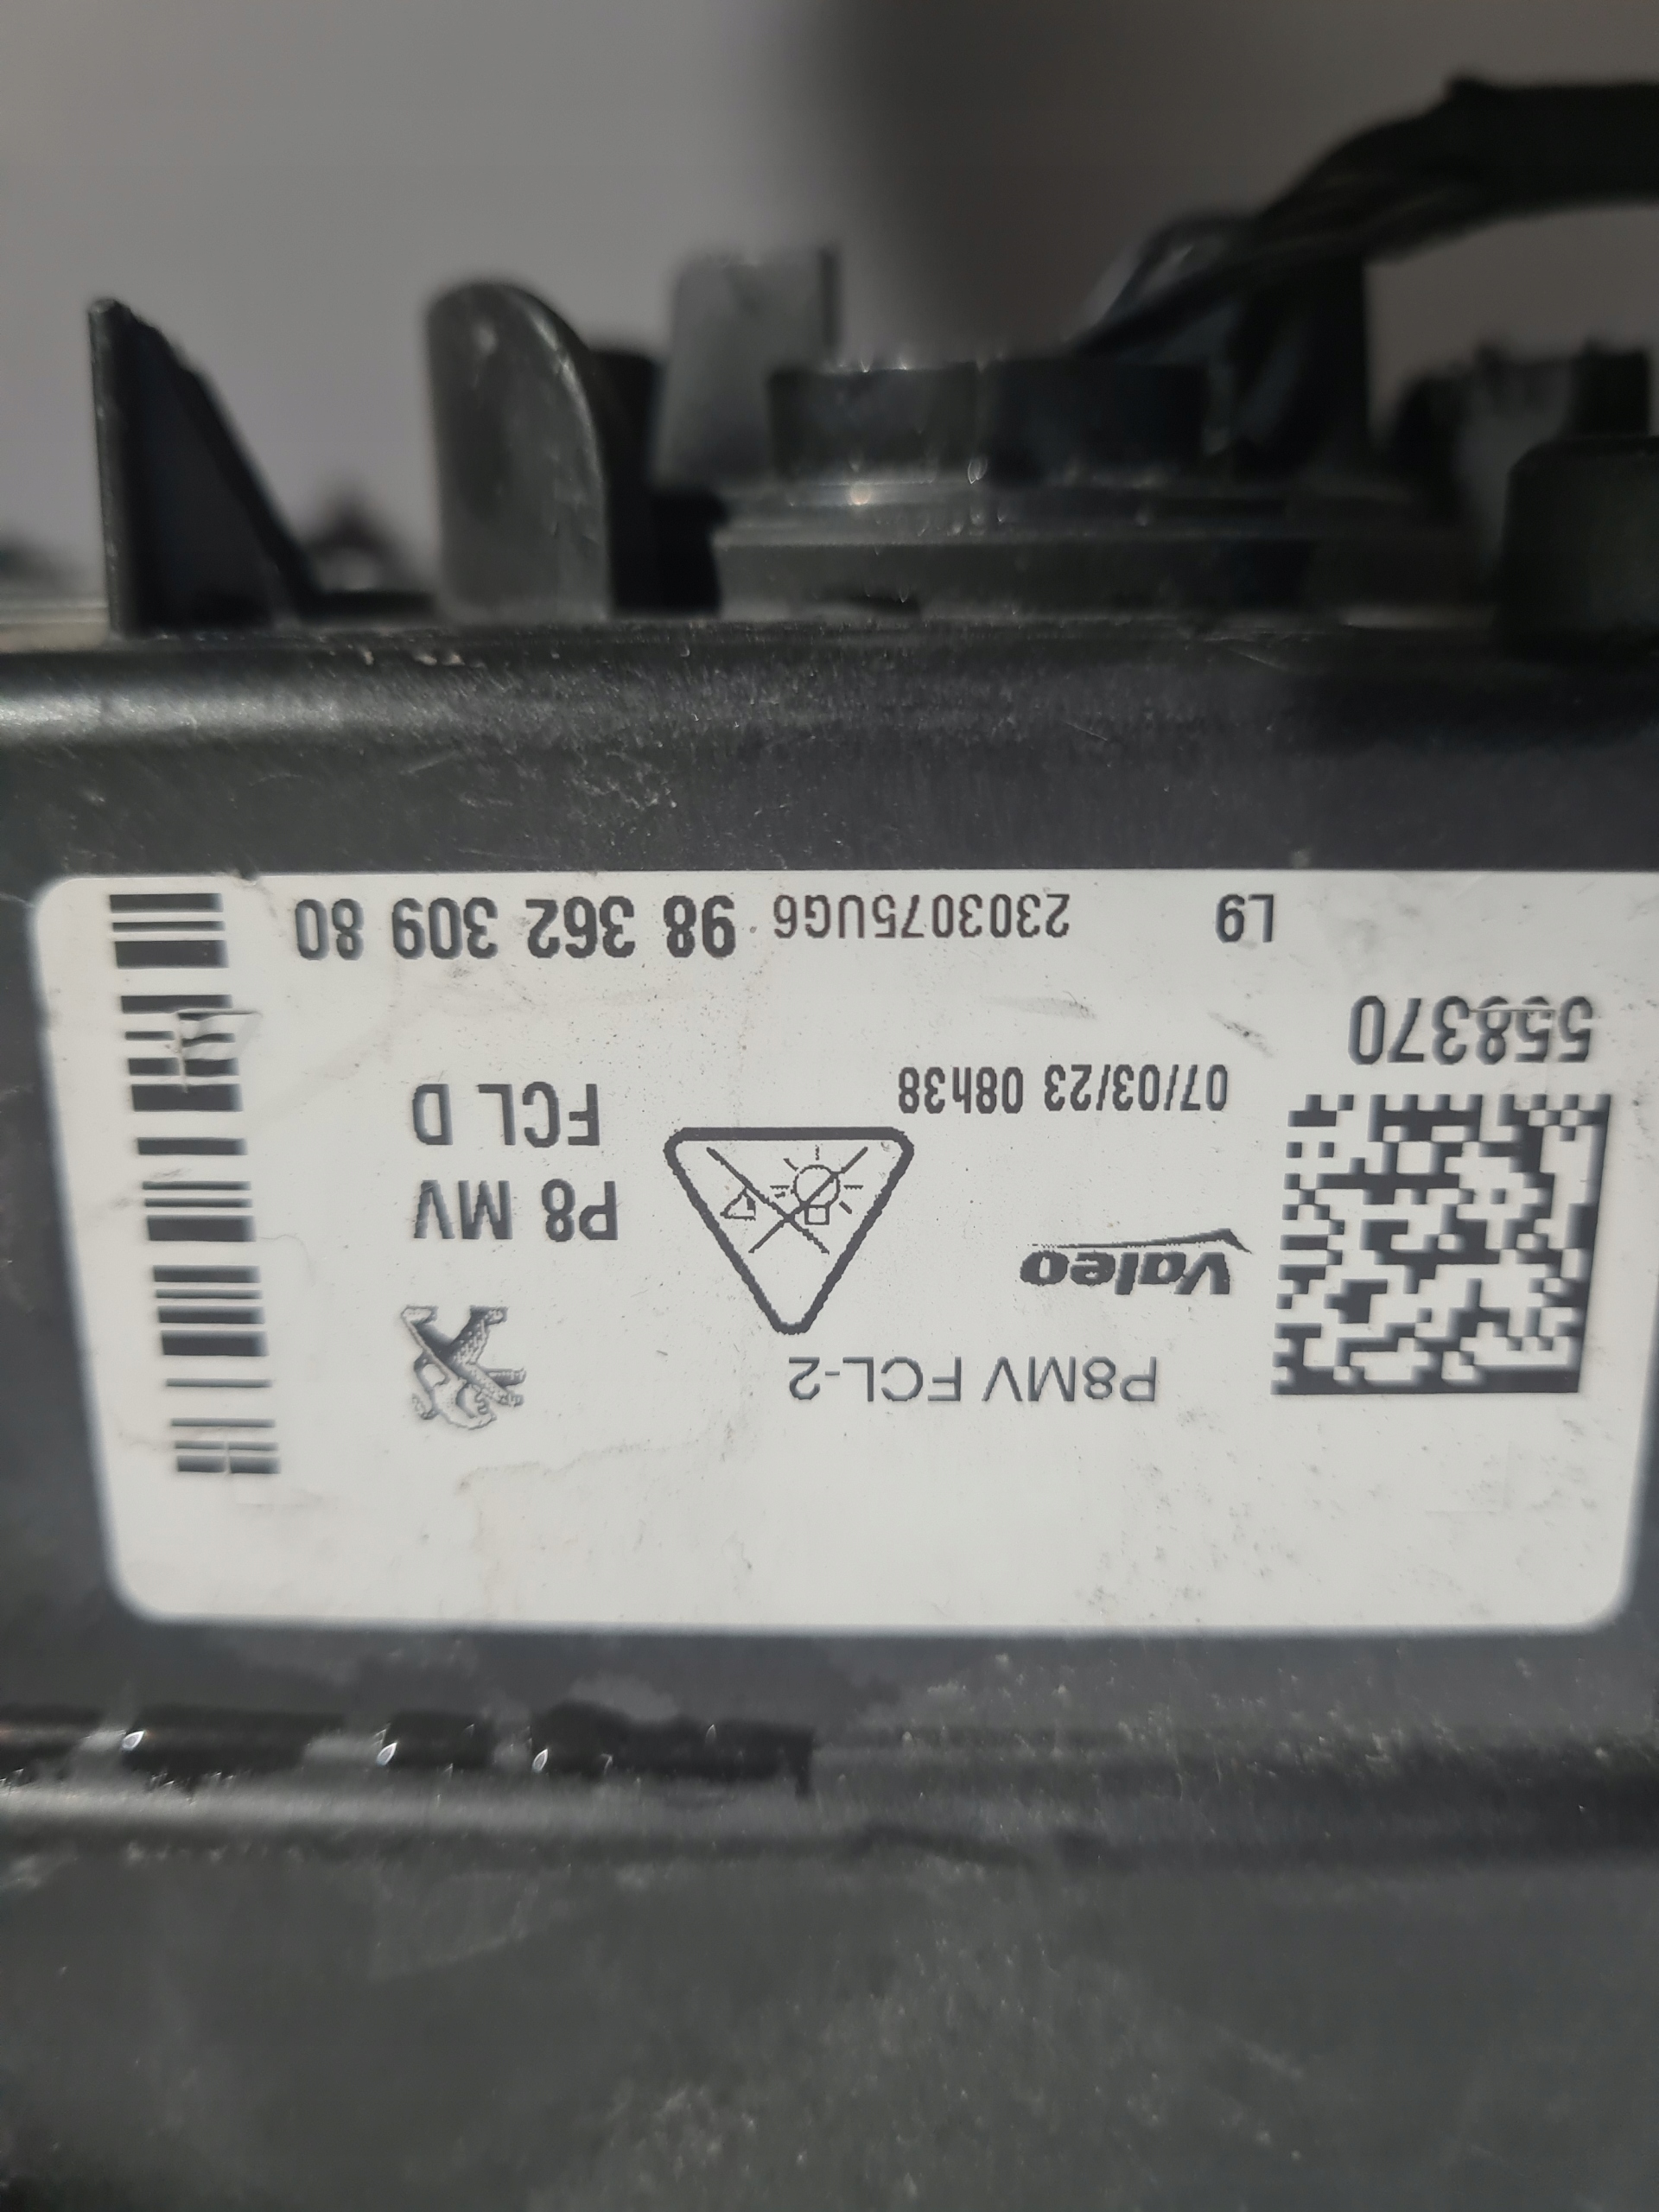 P8MV FCL-2
Valeo
07/03/23 08h38
558370
P8 MV
FCL D
L9 2303075UG6 98 362 309 80